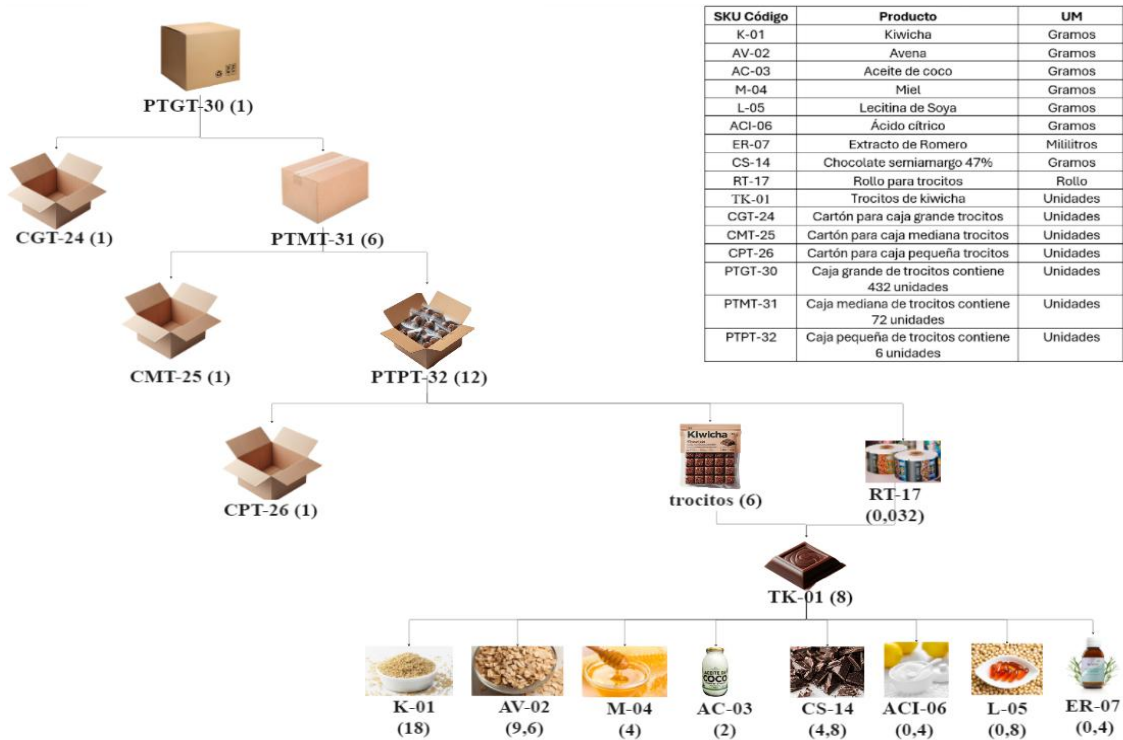 SKU Código Producto UM
K-01 Kiwicha Gramos
AV-02 Avena Gramos
AC-03 Aceite de coco Gramos
M-04 Miel Gramos
L-05 Lecitina de Soya Gramos
ACI-06 Ácido cítrico Gramos
ER-07 Extracto de Romero Mililitros
CS-14 Chocolate semiamargo 47% Gramos
RT-17 Rollo para trocitos Rollo
TK-01 Trocitos de kiwicha Unidades
CGT-24 Cartón para caja grande trocitos Unidades
CMT-25 Cartón para caja mediana trocitos Unidades
CPT-26 Cartón para caja pequeña trocitos Unidades
PTGT-30 Caja grande de trocitos contiene 
432 unidades Unidades
PTMT-31 Caja mediana de trocitos contiene
72 unidades Unidades
PTPT-32 Caja pequeña de trocitos contiene
6 unidades Unidades
PTGT-30 (1)
CGT-24 (1)
PTMT-31 (6)
CMT-25 (1)
PTPT-32 (12)
CPT-26 (1)
Kiwicha
trocitos (6)
RT-17
(0,032)
TK-01 (8)
ACEITE DE
COCO
K-01
(18)
AV-02
(9,6)
M-04
(4)
AC-03
(2)
CS-14
(4,8)
ACI-06
(0,4)
L-05
(0,8)
ER-07
(0,4)